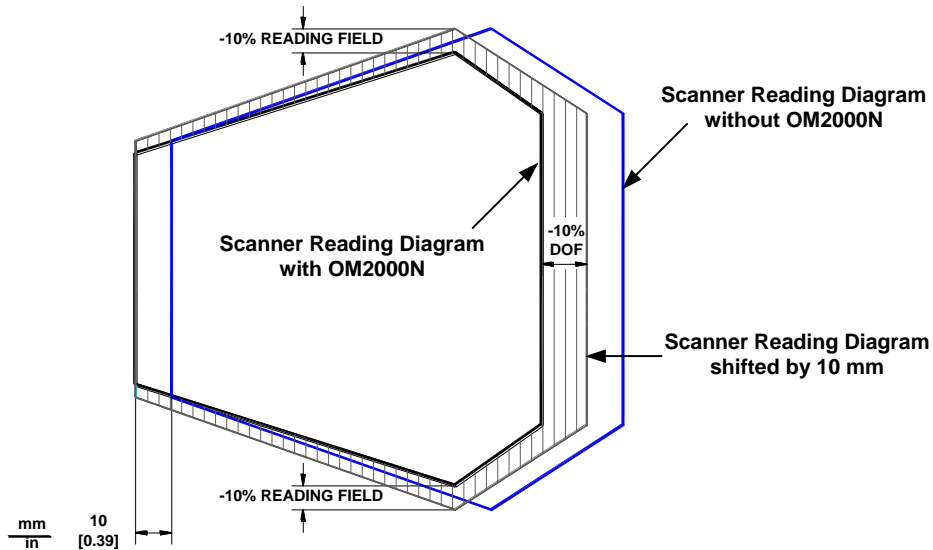 -10% READING FIELD
Scanner Reading Diagram
without OM2000N
-10%
DOF
Scanner Reading Diagram
with OM2000N
Scanner Reading Diagram
shifted by 10 mm
-10% READING FIELD
mm
in
10
[0.39]